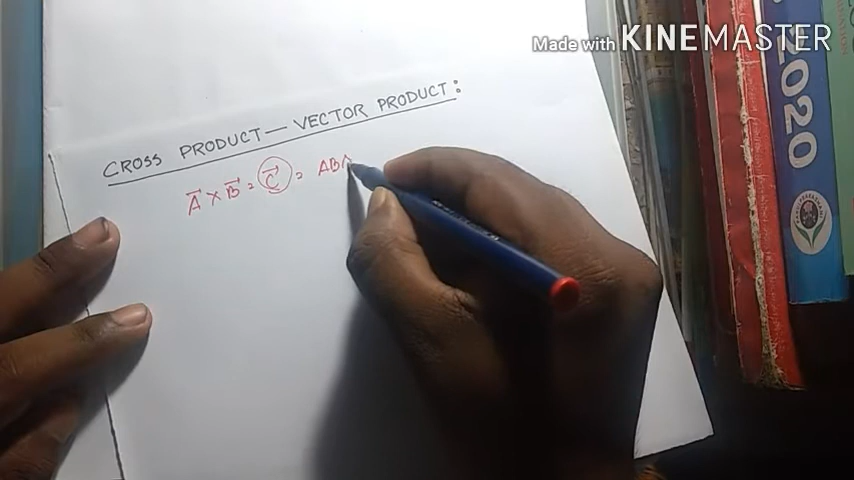 Made with KINEMASTER
CROSS PRODUCT — VECTOR PRODUCT :
A⃗ × B⃗ = C⃗ = AB
2020